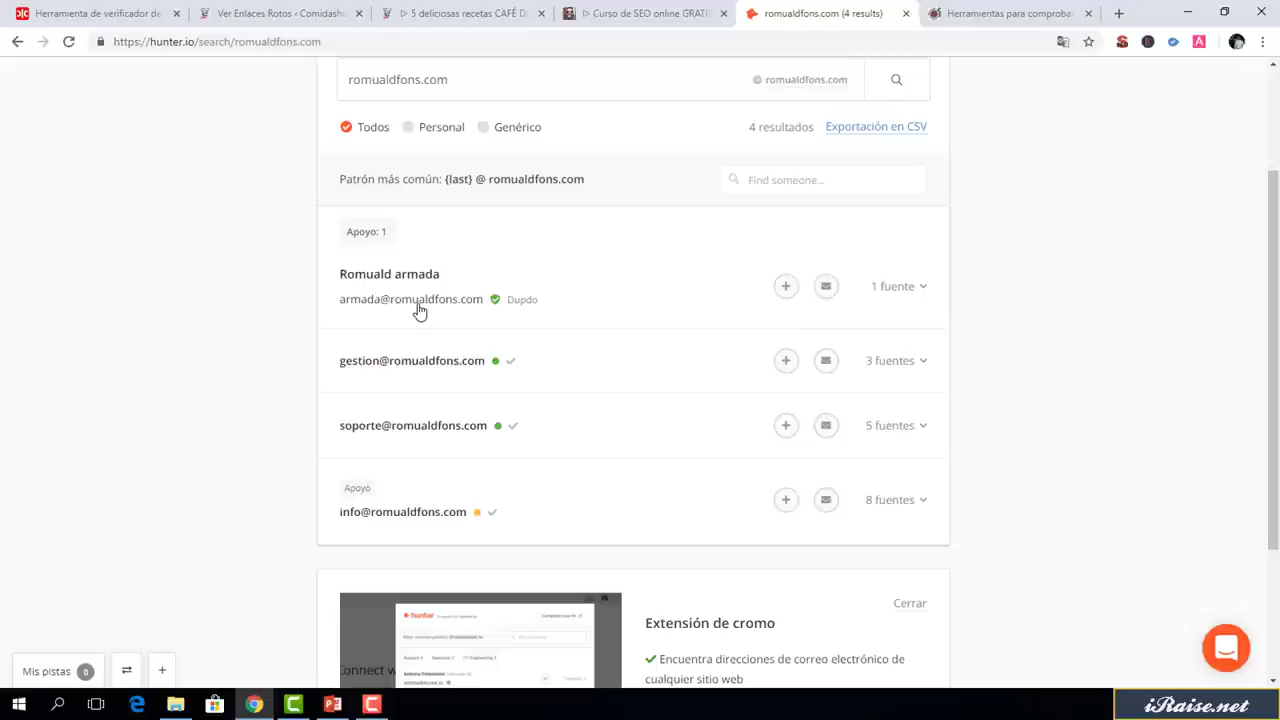 Herramienta de verificador de
Ver Enlaces Rotos • Comdash
▷ 5 deliciosas recetas CAFÉ D
▷ Curso de SEO online GRATIS
romualdfons.com (4 results)
Herramientas para comproba
https://hunter.io/search/romualdfons.com
romualdfons.com
romualdfons.com
Todos
Personal
Genérico
4 resultados
Exportación en CSV
Patrón más común: {last} @ romualdfons.com
Find someone...
Apoyo: 1
Romuald armada
armada@romualdfons.com
Dupdo
1 fuente
gestion@romualdfons.com
3 fuentes
soporte@romualdfons.com
5 fuentes
Apoyo
info@romualdfons.com
8 fuentes
Cerrar
hunter
Extensión de cromo
Encuentra direcciones de correo electrónico de
cualquier sitio web
Connect w
Mis pistas 0
iRaise.net